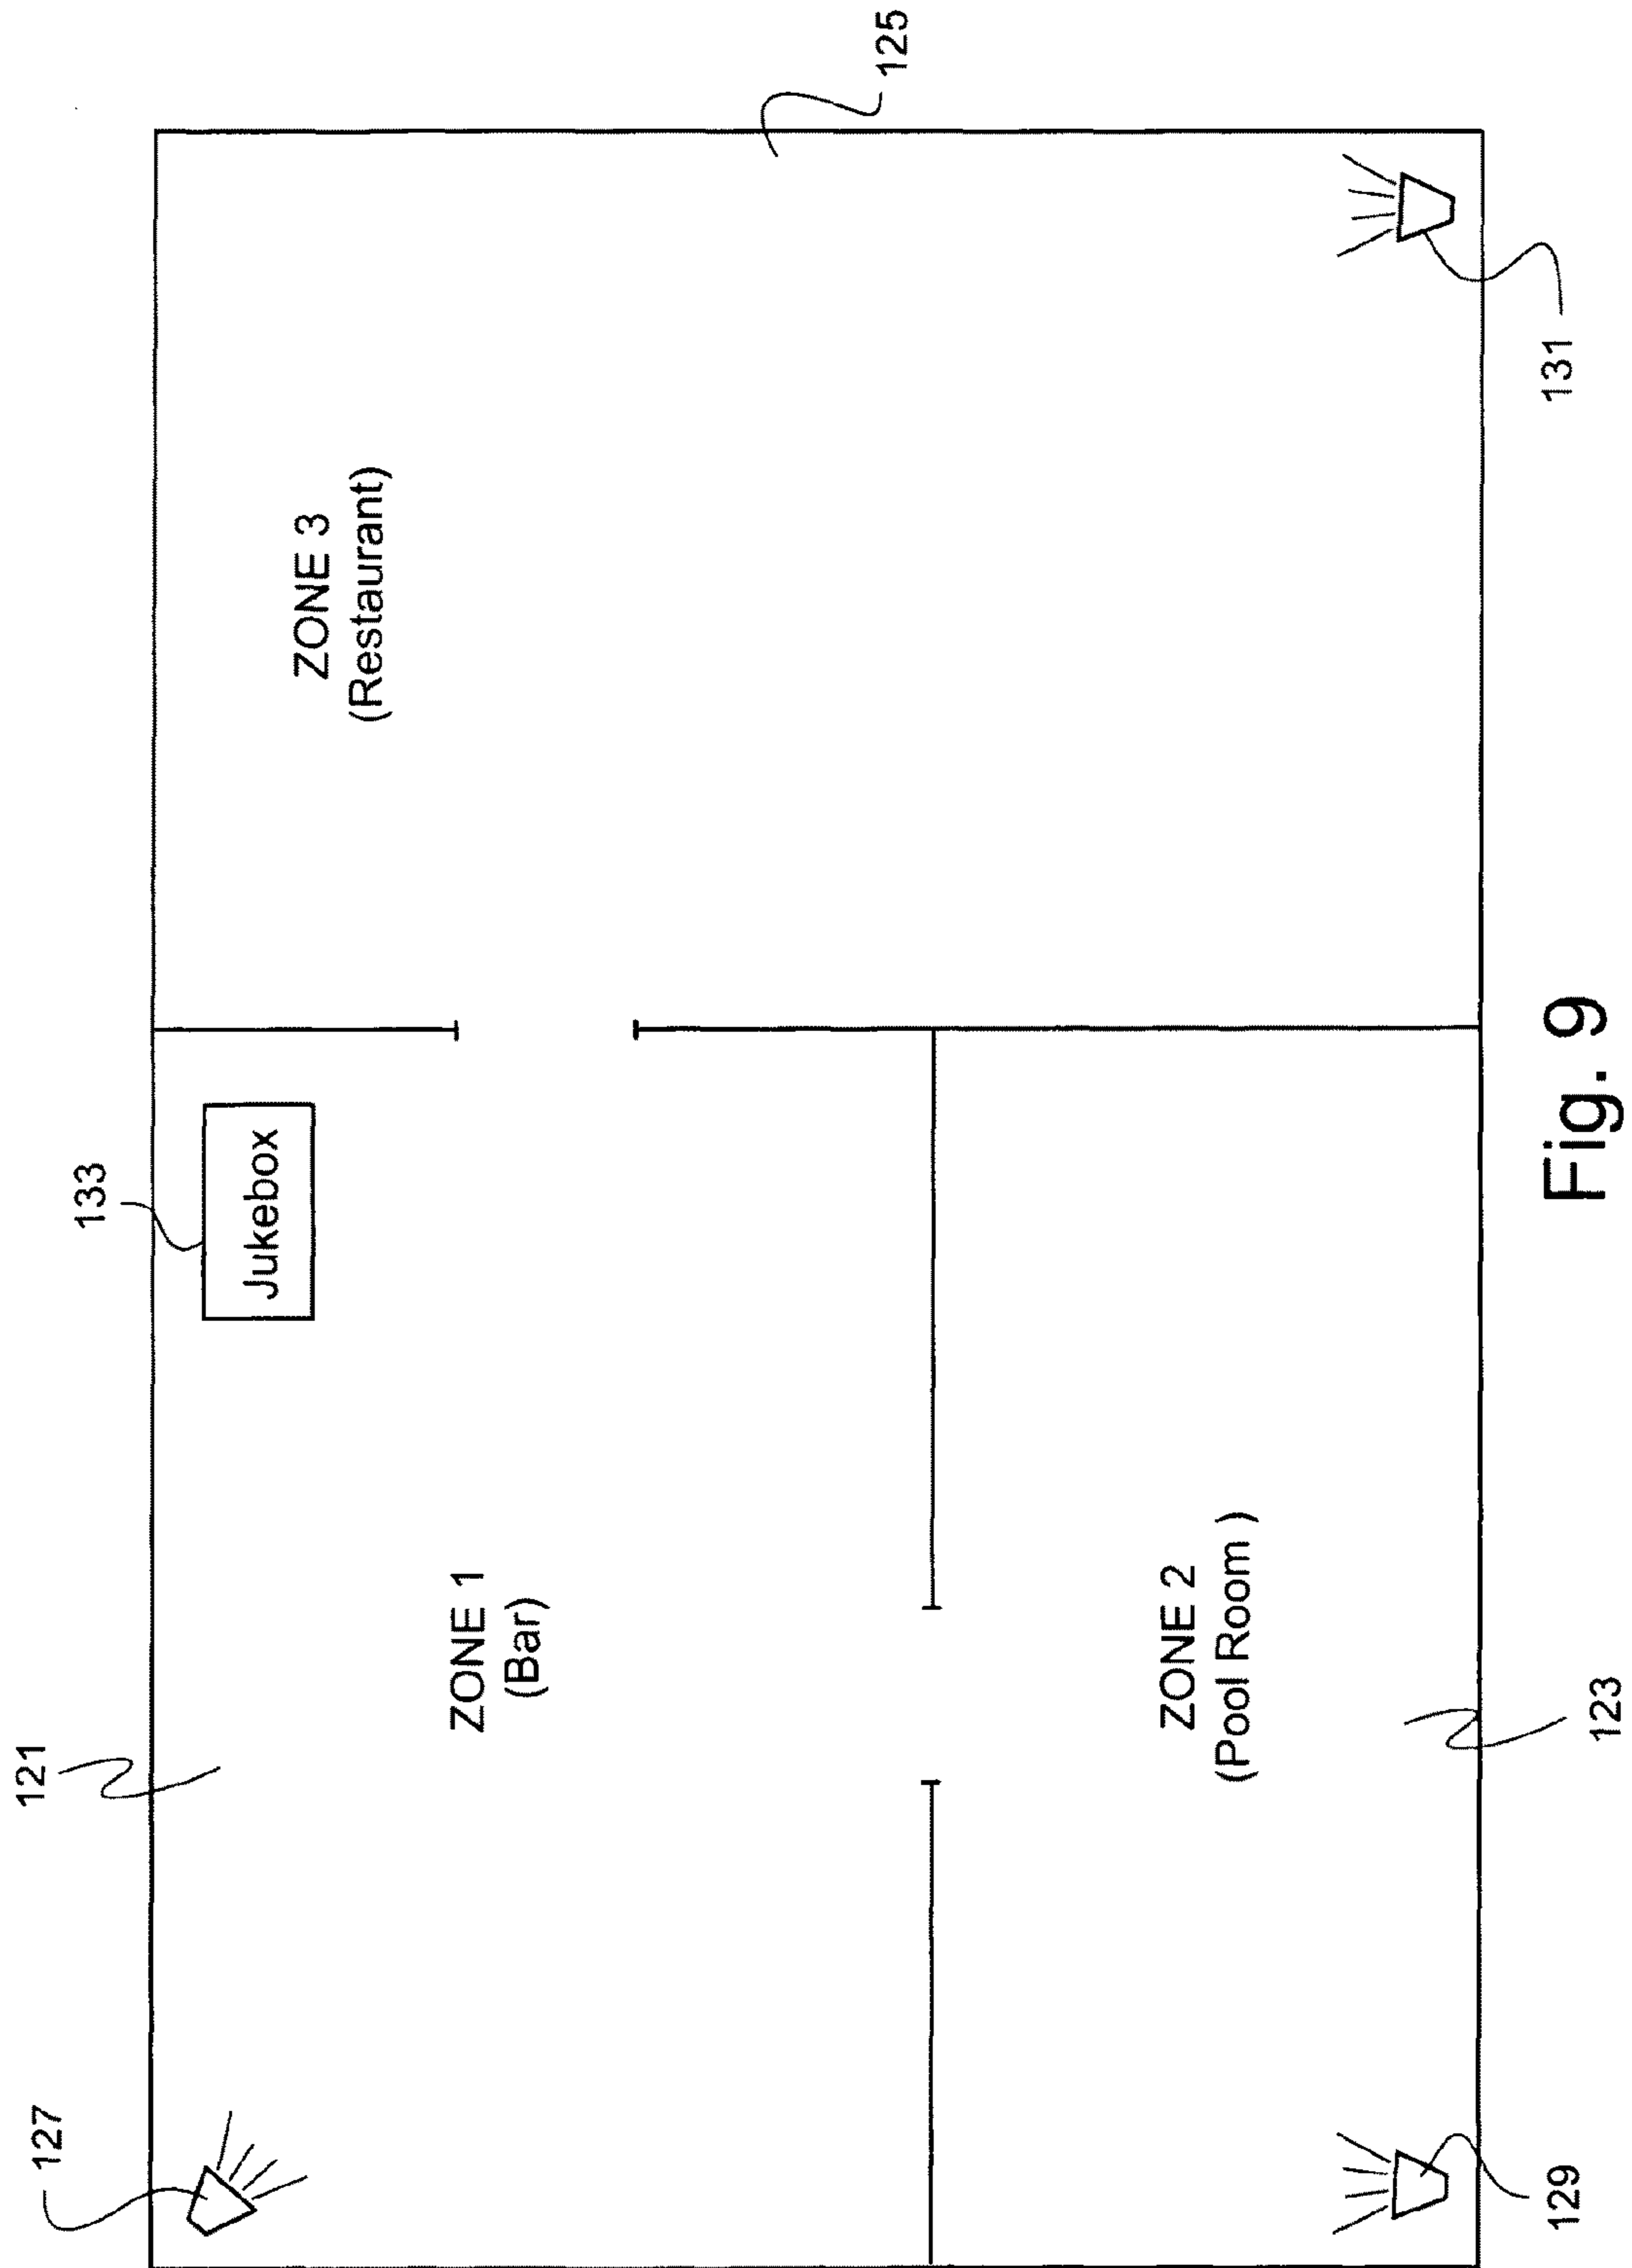 127
121
133
Jukebox
ZONE 1
(Bar)
ZONE 3
(Restaurant)
125
ZONE 2
(Pool Room )
129
123
131
Fig. 9